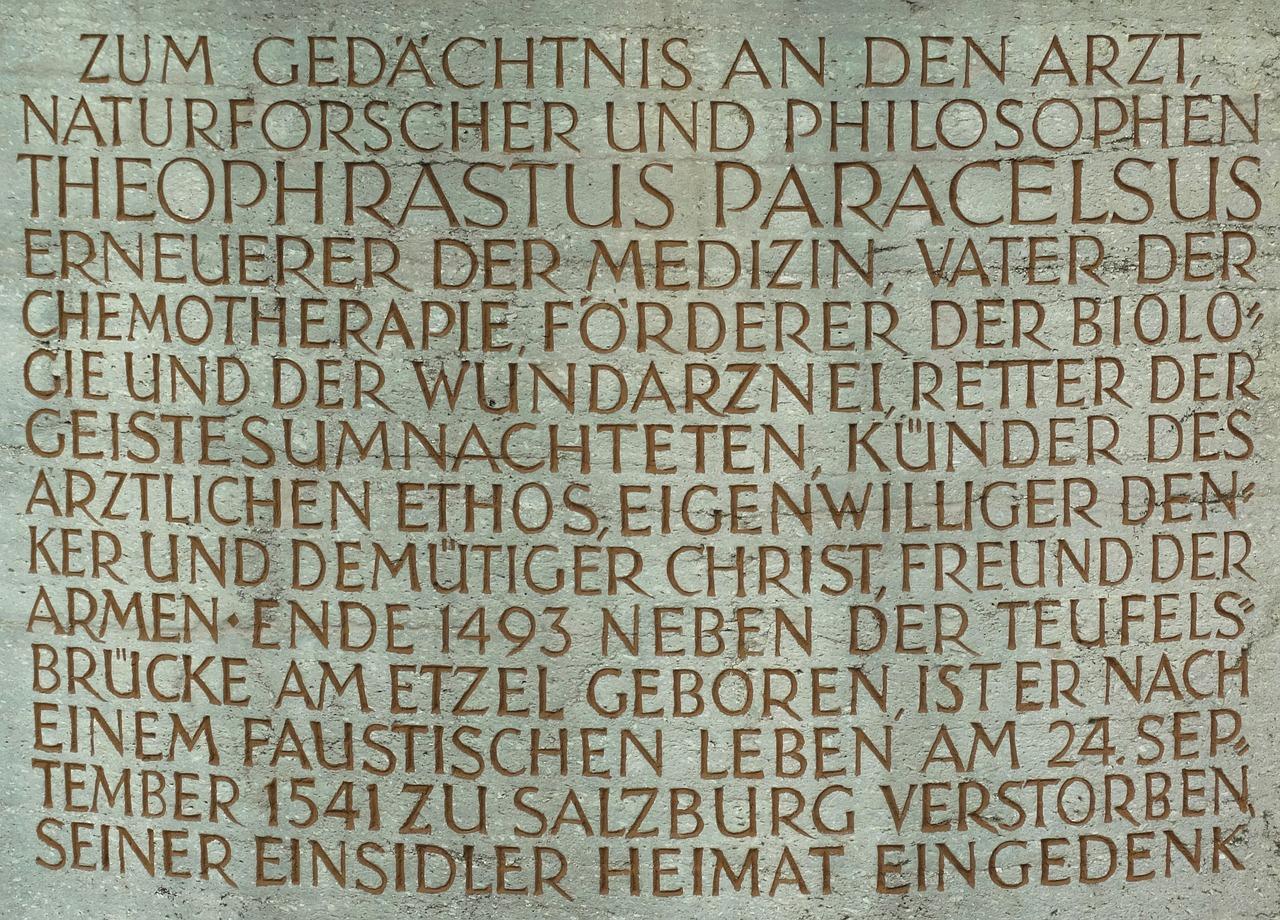 ZUM GEDÄCHTNIS AN DEN ARZT,
NATURFORSCHER UND PHILOSOPHEN
THEOPHRASTUS PARACELSUS
ERNEUERER DER MEDIZIN, VATER DER
CHEMOTHERAPIE, FÖRDERER DER BIOLO=
GIE UND DER WUNDARZNEI, RETTER DER
GEISTESUMNACHTETEN, KÜNDER DES
ARZTLICHEN ETHOS, EIGENWILLIGER DEN=
KER UND DEMÜTIGER CHRIST, FREUND DER
ARMEN · ENDE 1493 NEBEN DER TEUFELS=
BRÜCKE AM ETZEL GEBOREN, IST ER NACH
EINEM FAUSTISCHEN LEBEN AM 24. SEP=
TEMBER 1541 ZU SALZBURG VERSTORBEN,
SEINER EINSIDLER HEIMAT EINGEDENK